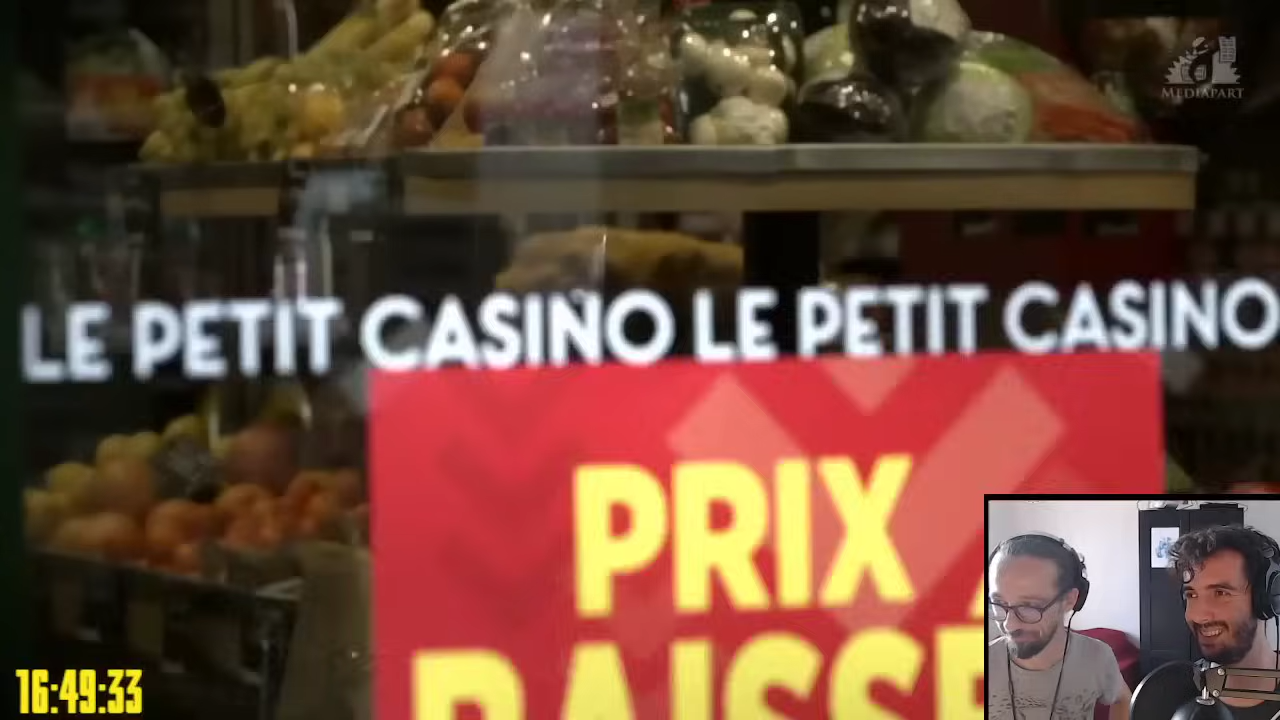 MEDIAPART
LE PETIT CASINO LE PETIT CASINO
PRIX
16:49:33